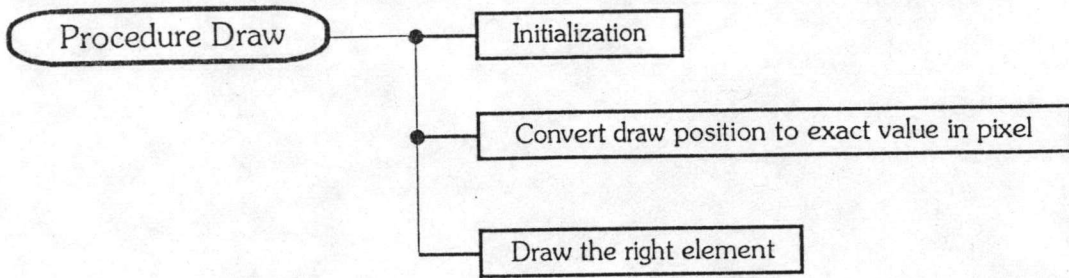 Procedure Draw
Initialization
Convert draw position to exact value in pixel
Draw the right element